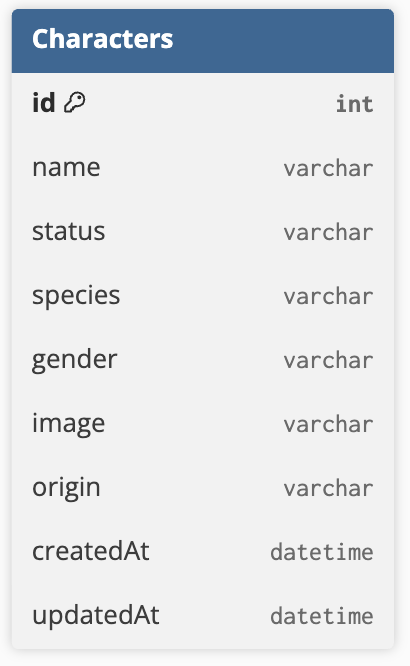 Characters
id int
name varchar
status varchar
species varchar
gender varchar
image varchar
origin varchar
createdAt datetime
updatedAt datetime